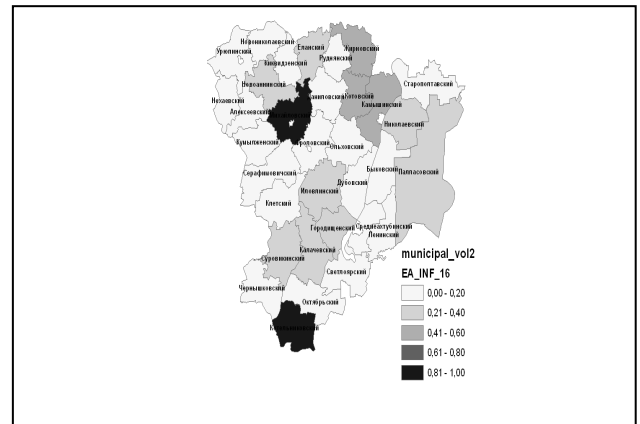 Новониколаевский
Урюпинский
Еланский
Жирновский
Руднянский
Киквидзенский
Новоаннинский
Старополтавский
Нехаевский
Даниловский
Котовский
Камышинский
Алексеевский
Николаевский
Кумылженский
Ольховский
Быковский
Палласовский
Серафимовичский
Дубовский
Иловлинский
Клетский
Городищенский
Среднеахтубинский
Ленинский
Калачевский
Суровикинский
Светлоярский
Чернышковский
Октябрьский
municipal_vol2
EA_INF_16
0,00 - 0,20
0,21 - 0,40
0,41 - 0,60
0,61 - 0,80
0,81 - 1,00